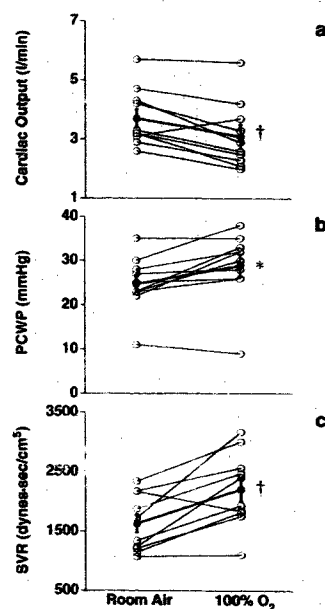 a
Cardiac Output (l/min)
7
5
3
1
†
b
PCWP (mmHg)
40
30
20
10
0
*
c
SVR (dynes-sec/cm⁵)
3500
2500
1500
500
†
Room Air
100% O₂